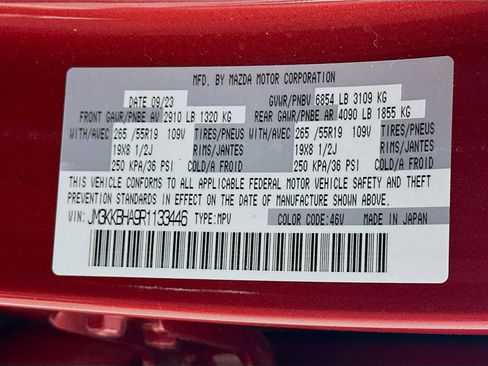 MFD. BY MAZDA MOTOR CORPORATION
DATE 09/23 GVWR/PNBV 6854 LB 3109 KG
FRONT GAWR/PNBE AV 2910 LB 1320 KG REAR GAWR/PNBE AR 4090 LB 1855 KG
WITH/AVEC 265 /55R19 109V TIRES/PNEUS WITH/AVEC 265 /55R19 109V TIRES/PNEUS
19X8 1/2J RIMS/JANTES 19X8 1/2J RIMS/JANTES
250 KPA/36 PSI COLD/A FROID 250 KPA/36 PSI COLD/A FROID
THIS VEHICLE CONFORMS TO ALL APPLICABLE FEDERAL MOTOR VEHICLE SAFETY AND THEFT
PREVENTION STANDARDS IN EFFECT ON THE DATE OF MANUFACTURE SHOWN ABOVE.
VIN: JM3KKBHA9R1133446 TYPE:MPV COLOR CODE:46V MADE IN JAPAN